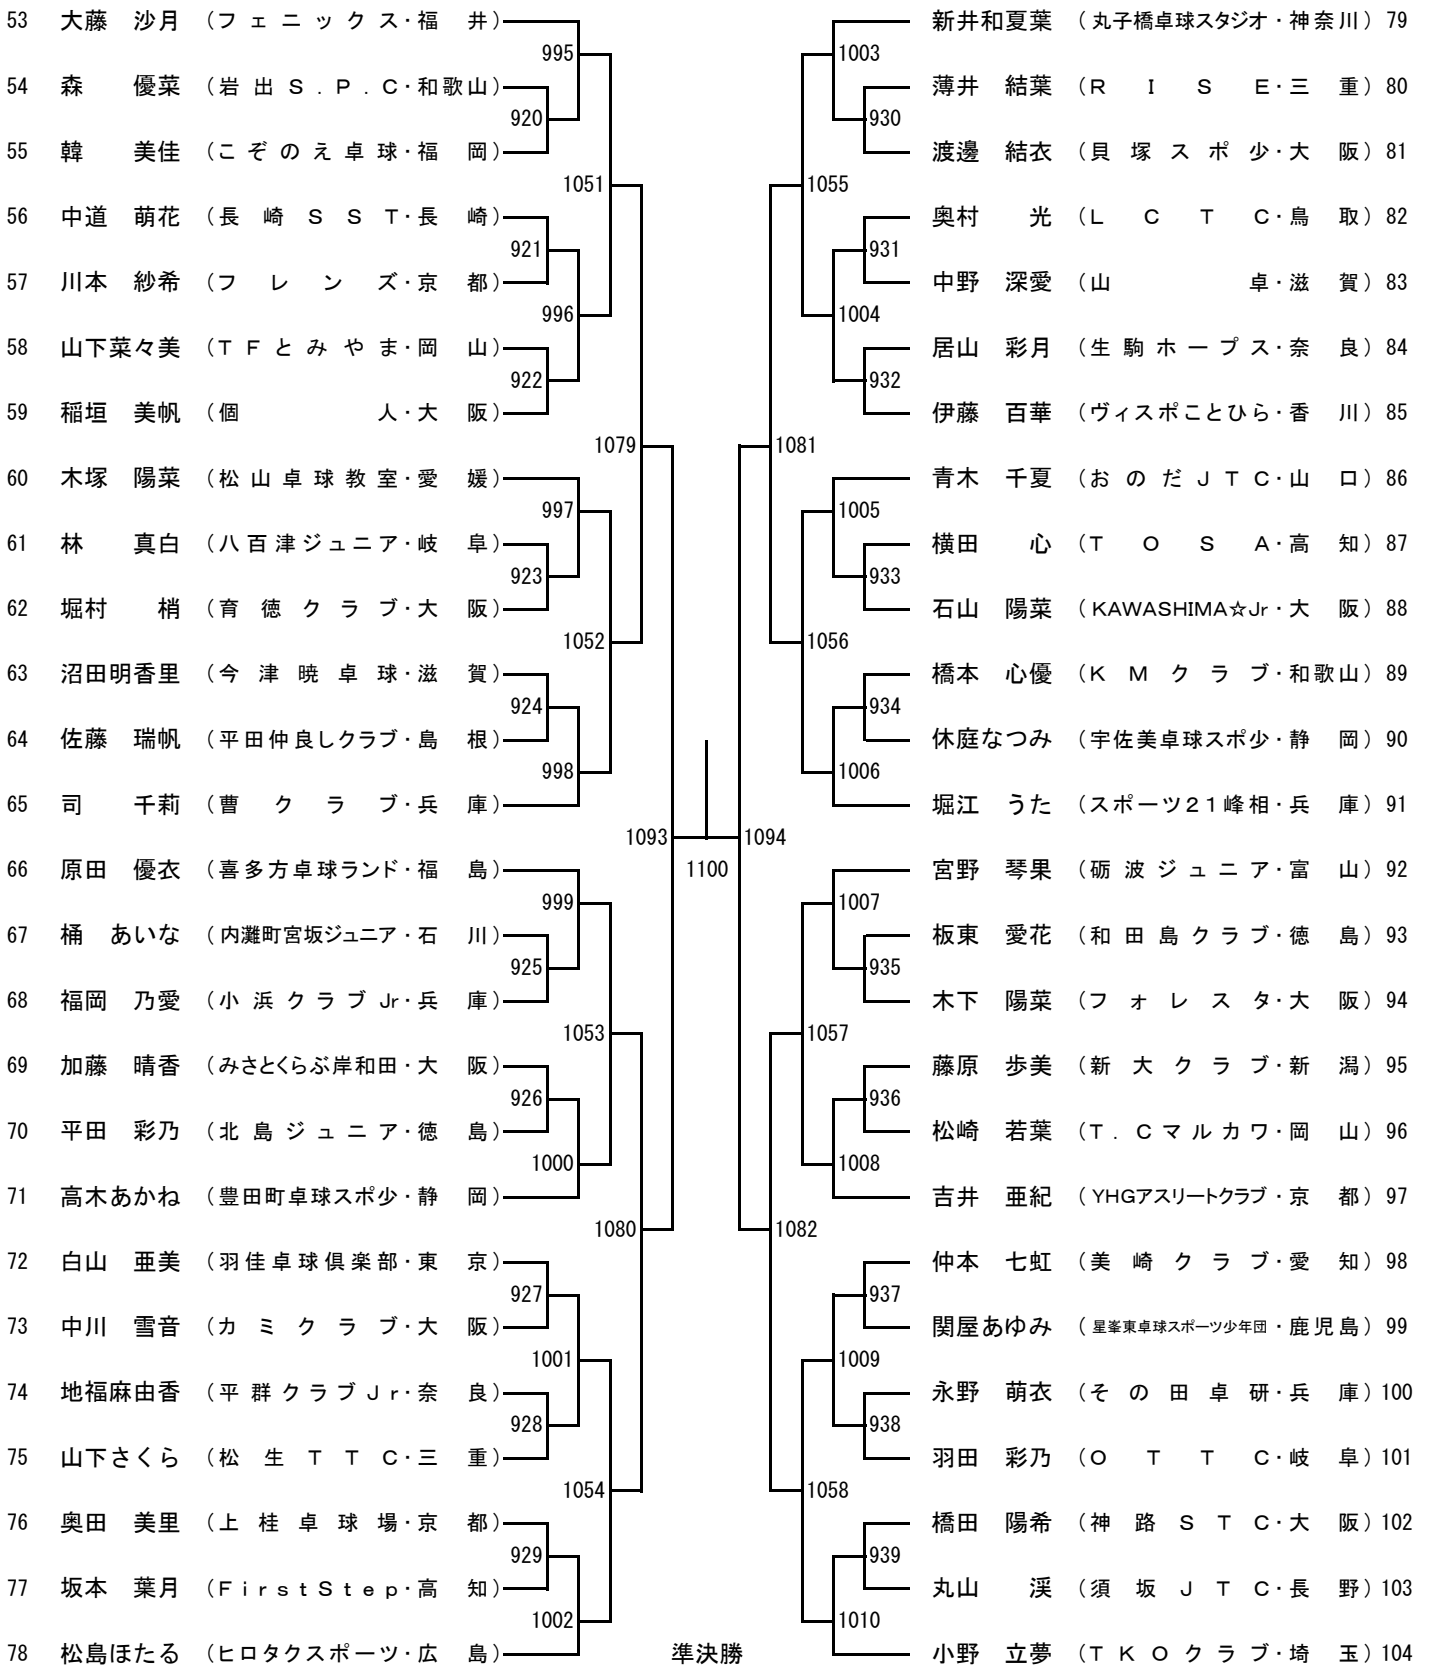 53 大藤 沙月 (フェニックス・福井)
54 森 優菜 (岩出S.P.C・和歌山)
55 韓 美佳 (こぞのえ卓球・福岡)
56 中道 萌花 (長崎SST・長崎)
57 川本 紗希 (フレンズ・京都)
58 山下菜々美 (TFとみやま・岡山)
59 稲垣 美帆 (個人・大阪)
60 木塚 陽菜 (松山卓球教室・愛媛)
61 林 真白 (八百津ジュニア・岐阜)
62 堀村 梢 (育徳クラブ・大阪)
63 沼田明香里 (今津暁卓球・滋賀)
64 佐藤 瑞帆 (平田仲良しクラブ・島根)
65 司 千莉 (曹クラブ・兵庫)
66 原田 優衣 (喜多方卓球ランド・福島)
67 桶 あいな (内灘町宮坂ジュニア・石川)
68 福岡 乃愛 (小浜クラブJr・兵庫)
69 加藤 晴香 (みさとくらぶ岸和田・大阪)
70 平田 彩乃 (北島ジュニア・徳島)
71 高木あかね (豊田町卓球スポ少・静岡)
72 白山 亜美 (羽佳卓球倶楽部・東京)
73 中川 雪音 (カミクラブ・大阪)
74 地福麻由香 (平群クラブJr・奈良)
75 山下さくら (松生TTC・三重)
76 奥田 美里 (上桂卓球場・京都)
77 坂本 葉月 (FirstStep・高知)
78 松島ほたる (ヒロタクスポーツ・広島)
995
920
1051
921
996
922
1079
997
923
1052
924
998
1093
999
925
1053
926
1000
1080
927
1001
928
1054
929
1002
1100
準決勝
1003
930
1055
931
1004
932
1081
1005
933
1056
934
1006
1094
1007
935
1057
936
1008
1082
937
1009
938
1058
939
1010
新井和夏葉 (丸子橋卓球スタジオ・神奈川) 79
薄井 結葉 (RISE・三重) 80
渡邊 結衣 (貝塚スポ少・大阪) 81
奥村 光 (LCTC・鳥取) 82
中野 深愛 (山卓・滋賀) 83
居山 彩月 (生駒ホープス・奈良) 84
伊藤 百華 (ヴィスポことひら・香川) 85
青木 千夏 (おのだJTC・山口) 86
横田 心 (TOSA・高知) 87
石山 陽菜 (KAWASHIMA☆Jr・大阪) 88
橋本 心優 (KMクラブ・和歌山) 89
休庭なつみ (宇佐美卓球スポ少・静岡) 90
堀江 うた (スポーツ21峰相・兵庫) 91
宮野 琴果 (砺波ジュニア・富山) 92
板東 愛花 (和田島クラブ・徳島) 93
木下 陽菜 (フォレスタ・大阪) 94
藤原 歩美 (新大クラブ・新潟) 95
松崎 若葉 (T.Cマルカワ・岡山) 96
吉井 亜紀 (YHGアスリートクラブ・京都) 97
仲本 七虹 (美崎クラブ・愛知) 98
関屋あゆみ (星峯東卓球スポーツ少年団・鹿児島) 99
永野 萌衣 (その田卓研・兵庫) 100
羽田 彩乃 (OTTC・岐阜) 101
橋田 陽希 (神路STC・大阪) 102
丸山 渓 (須坂JTC・長野) 103
小野 立夢 (TKOクラブ・埼玉) 104